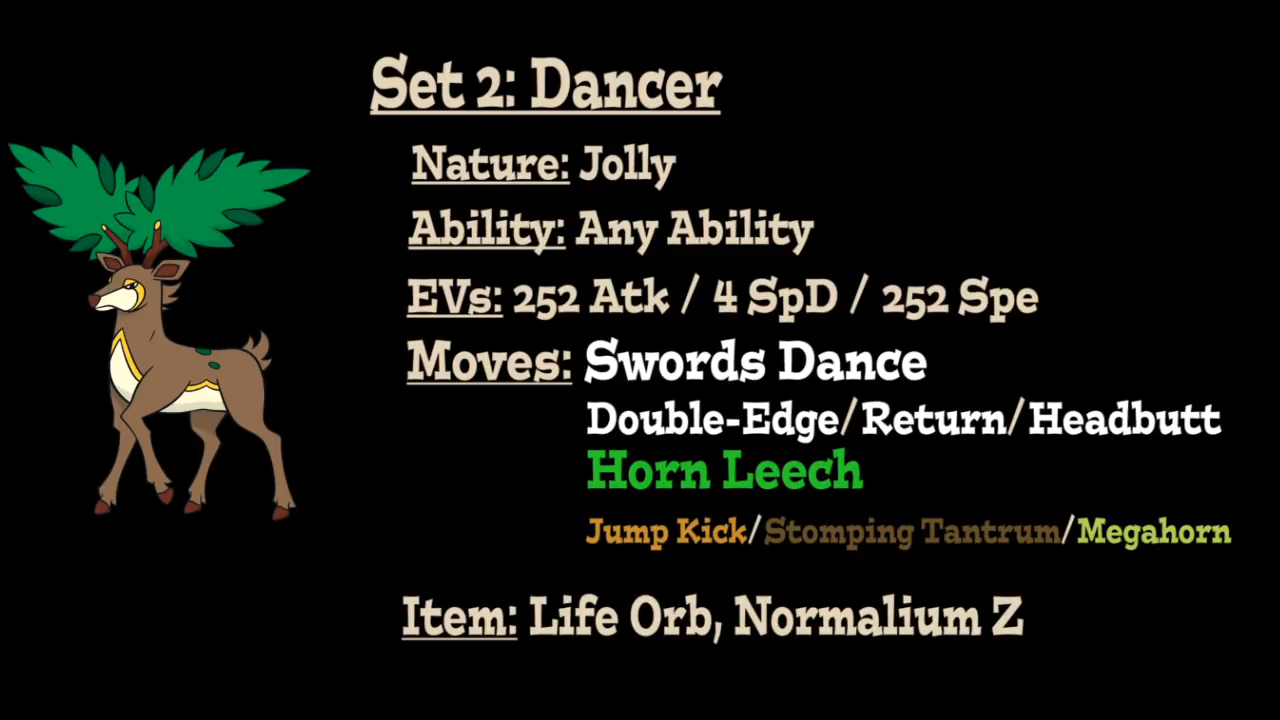 Set 2: Dancer
Nature: Jolly
Ability: Any Ability
EVs: 252 Atk / 4 SpD / 252 Spe
Moves: Swords Dance
Double-Edge/Return/Headbutt
Horn Leech
Jump Kick/Stomping Tantrum/Megahorn
Item: Life Orb, Normalium Z